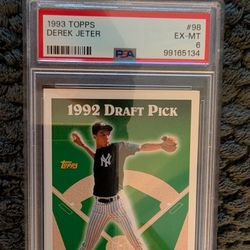 1993 TOPPS #98
DEREK JETER EX-MT
PSA 6
99165134
1992 DRAFT PICK
Topps
NY